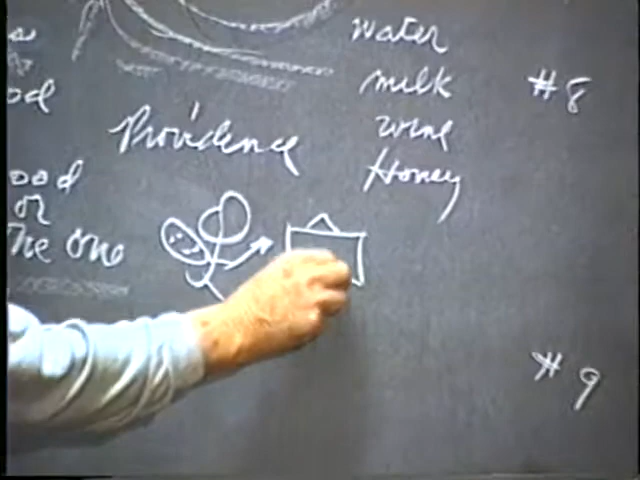 water
milk
#8
wine
Providence
Honey
ood
or
The one
#9